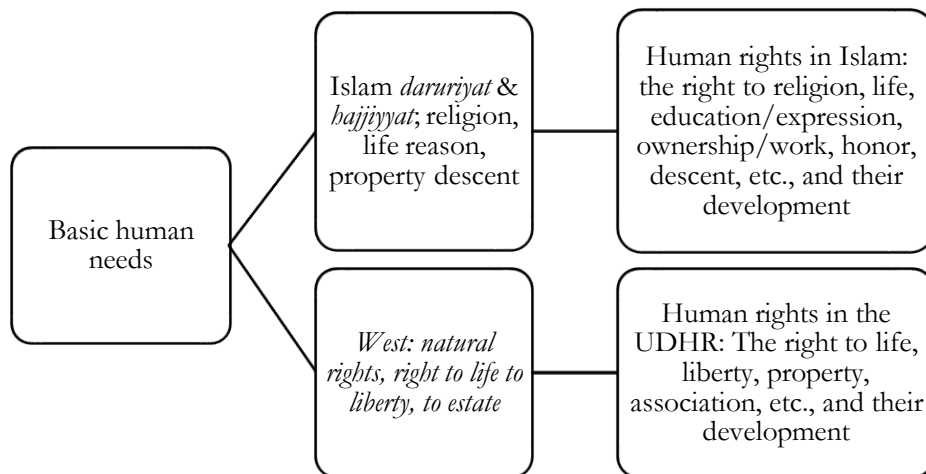 Basic human
needs
Islam daruriyat &
hajjiyyat; religion,
life reason,
property descent
Human rights in Islam:
the right to religion, life,
education/expression,
ownership/work, honor,
descent, etc., and their
development
West: natural
rights, right to life to
liberty, to estate
Human rights in the
UDHR: The right to life,
liberty, property,
association, etc., and their
development